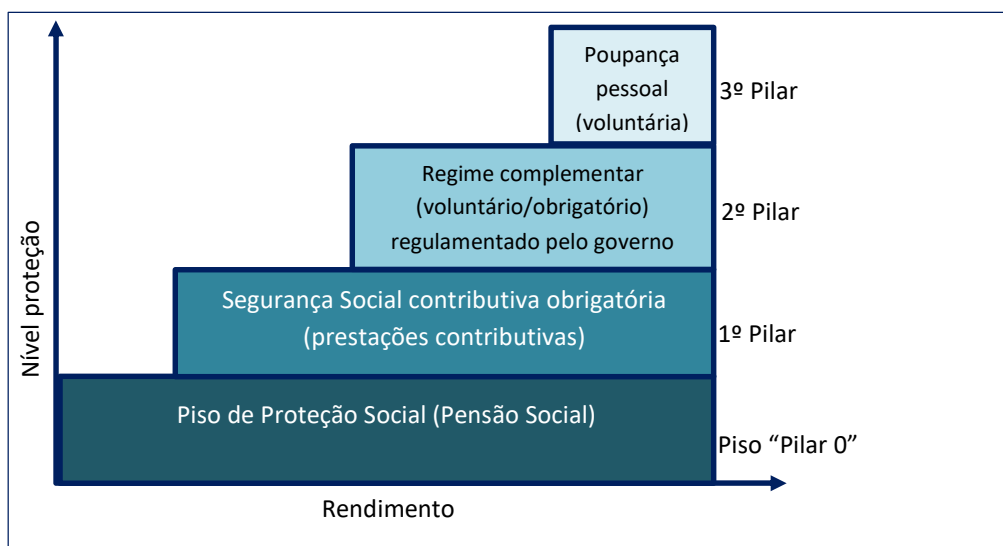 Poupança
pessoal
(voluntária)
3º Pilar
Regime complementar
(voluntário/obrigatório)
regulamentado pelo governo
2º Pilar
Segurança Social contributiva obrigatória
(prestações contributivas)
1º Pilar
Piso de Proteção Social (Pensão Social)
Piso “Pilar 0”
Nível proteção
Rendimento